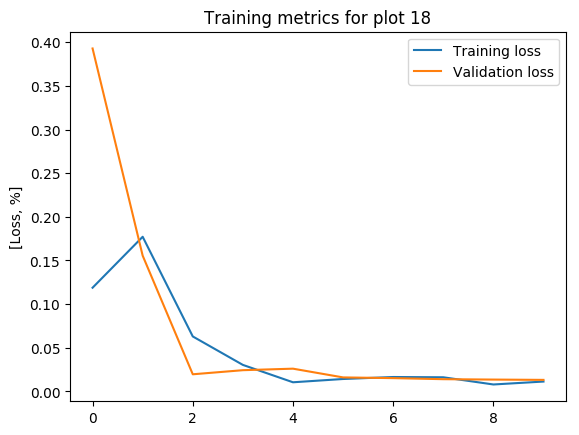 Training metrics for plot 18
Training loss
Validation loss
[Loss, %]
0.40
0.35
0.30
0.25
0.20
0.15
0.10
0.05
0.00
0 2 4 6 8